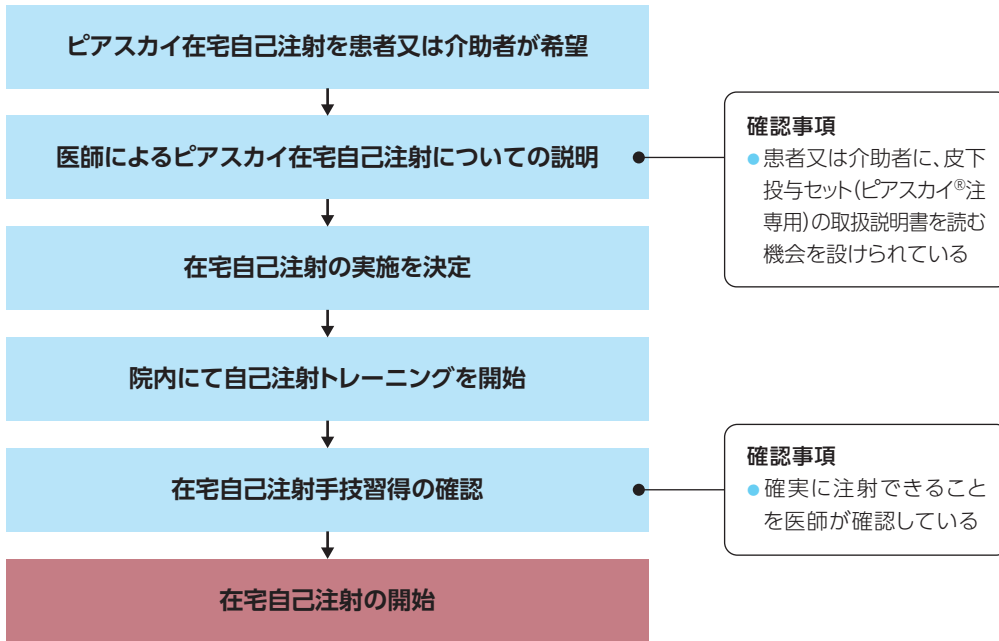 ピアスカイ在宅自己注射を患者又は介助者が希望
医師によるピアスカイ在宅自己注射についての説明
確認事項
●患者又は介助者に、皮下
投与セット(ピアスカイ®注
専用)の取扱説明書を読む
機会を設けられている
在宅自己注射の実施を決定
院内にて自己注射トレーニングを開始
在宅自己注射手技習得の確認
確認事項
●確実に注射できること
を医師が確認している
在宅自己注射の開始